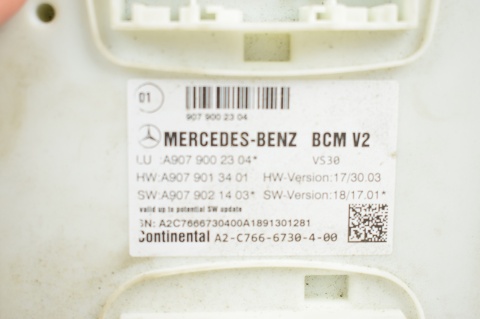 01
907 900 23 04
MERCEDES-BENZ BCM V2
I.U :A907 900 23 04* VS30
HW:A907 901 34 01 HW-Version:17/30.03
SW:A907 902 14 03* SW-Version:18/17.01*
valid up to potential SW update
SN: A2C7666730400A1891301281
Continental A2-C766-6730-4-00